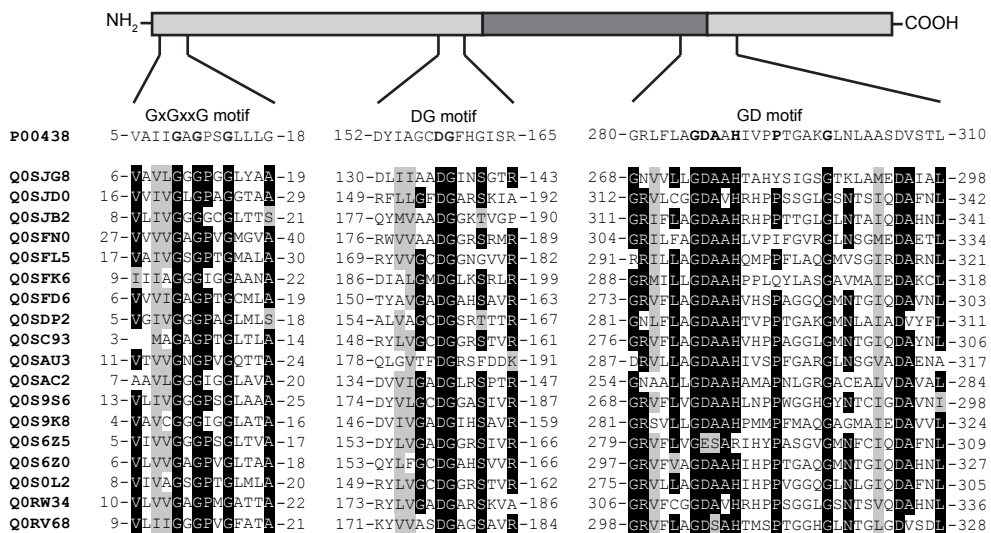 NH2 COOH
GxGxxG motif DG motif GD motif
P00438 5-VAIIGAGPSGLLLG-18 152-DYIAGCDGFHGISR-165 280-GRLFLAGDAAHIVPPTGAKGLNLAASDVSTL-310
Q0SJG8 6-VAVLGGGPGGLYAA-19 130-DLIIAADGINSGTR-143 268-GNVVLLGDAAHTAHYSIGSGTKLAMEDAIAL-298
Q0SJD0 16-VVIVGLGPAGGTAA-29 149-RFLIGFDGARSKIA-192 312-GRVLCGGDAVHRHPPSSGLGSNTSIQDAFNL-342
Q0SJB2 8-VLIVGGGGCGLTTS-21 177-QYMVAADGGKTVGP-190 311-GRIFLAGDAAHRHPPTTGLGLNTAIQDAHNL-341
Q0SFN0 27-VVVVGAGPVGMGVA-40 176-RWVVAADGGRSRMR-189 304-GRILFAGDAAHLVPIFGVRGLNSGMEDAETL-334
Q0SFL5 17-VAIVGSGPTGMALA-30 169-RYVVGCDGGNGVVR-182 291-RRILLAGDAAHQMPPFLAQGMVSGIRDARNL-321
Q0SFK6 9-IIIAGGGIGGAANA-22 186-DIALGMDGLKSRLR-199 288-GRMILLGDAAHPPLQYLASGAVMAIEDAKCL-318
Q0SFD6 6-VVVIGAGPTGCMLA-19 150-TYAVGADGAHSAVR-163 273-GRVFLAGDAAHVHSPAGGQGMNTGIQDAVNL-303
Q0SDP2 5-VGIVGGGPAGLMLS-18 154-ALVAGCDGSRTTTR-167 281-GNLFLAGDAAHTVPPTGAKGMNLAIADVYFL-311
Q0SC93 3- MAGAGPTGLTLA-14 148-RYLVGCDGGRSTVR-161 276-GRVFLAGDAAHVHPPTGGQGLNTGIQDAYNL-306
Q0SAU3 11-VTVVGNGPVGQTTA-24 178-QLGVTFDGRSFDDK-191 287-DRVLLAGDAAHIVSPFGARGLNSGVADAENA-317
Q0SAC2 7-AAVLGGGIGGLAVA-20 134-DVVIGADGLRSPTR-147 254-GNAALLGDAAHAMAPNLGRGACEALVDAVAL-284
Q0S9S6 13-VLIVGGGPSGLAAA-25 174-DYVLGCDGASIVR-187 268-GRVFLVGDAAHLNPPWGGHGYNTCIGDAVNI-298
Q0S9K8 4-VAVCGGGIGGLATA-16 146-DVIVGADGIHSAVR-159 294-GRSVLLGDAAHPMMPFMAQGAGMAIEDAVVL-324
Q0S6Z5 4-VIVVGGGPSGLTVA-17 153-DYLVGADGGRSIVR-166 279-GRVFLVGESARIHYPASGVGMNFCIQDAFNL-309
Q0S6Z0 6-VLVVGAGPVGLTAA-18 153-QYLFGCDGAHSVVR-166 297-GRVFVAGDAAHIHPPTGAQGMNTGIQDAHNL-327
Q0S0L2 8-VIVAGSGPTGLMLA-20 149-RYLVGCDGGRSTVR-162 275-GRVLLAGDAAHVHPPVGGQGLNLGIQDAFNL-305
Q0RW34 10-VLVVGAGPMGATTA-22 173-RYLVGADGARSKVA-186 306-GRVFCGGDAVHRHPPSSGLGSNTCIQDAHNL-336
Q0RV68 9-VLIIGGGPVGFATA-21 171-KYVVASDGAGSAVR-184 298-GRVFLAGDSAHTMSPTGGHGLNTGLGDVSDL-328